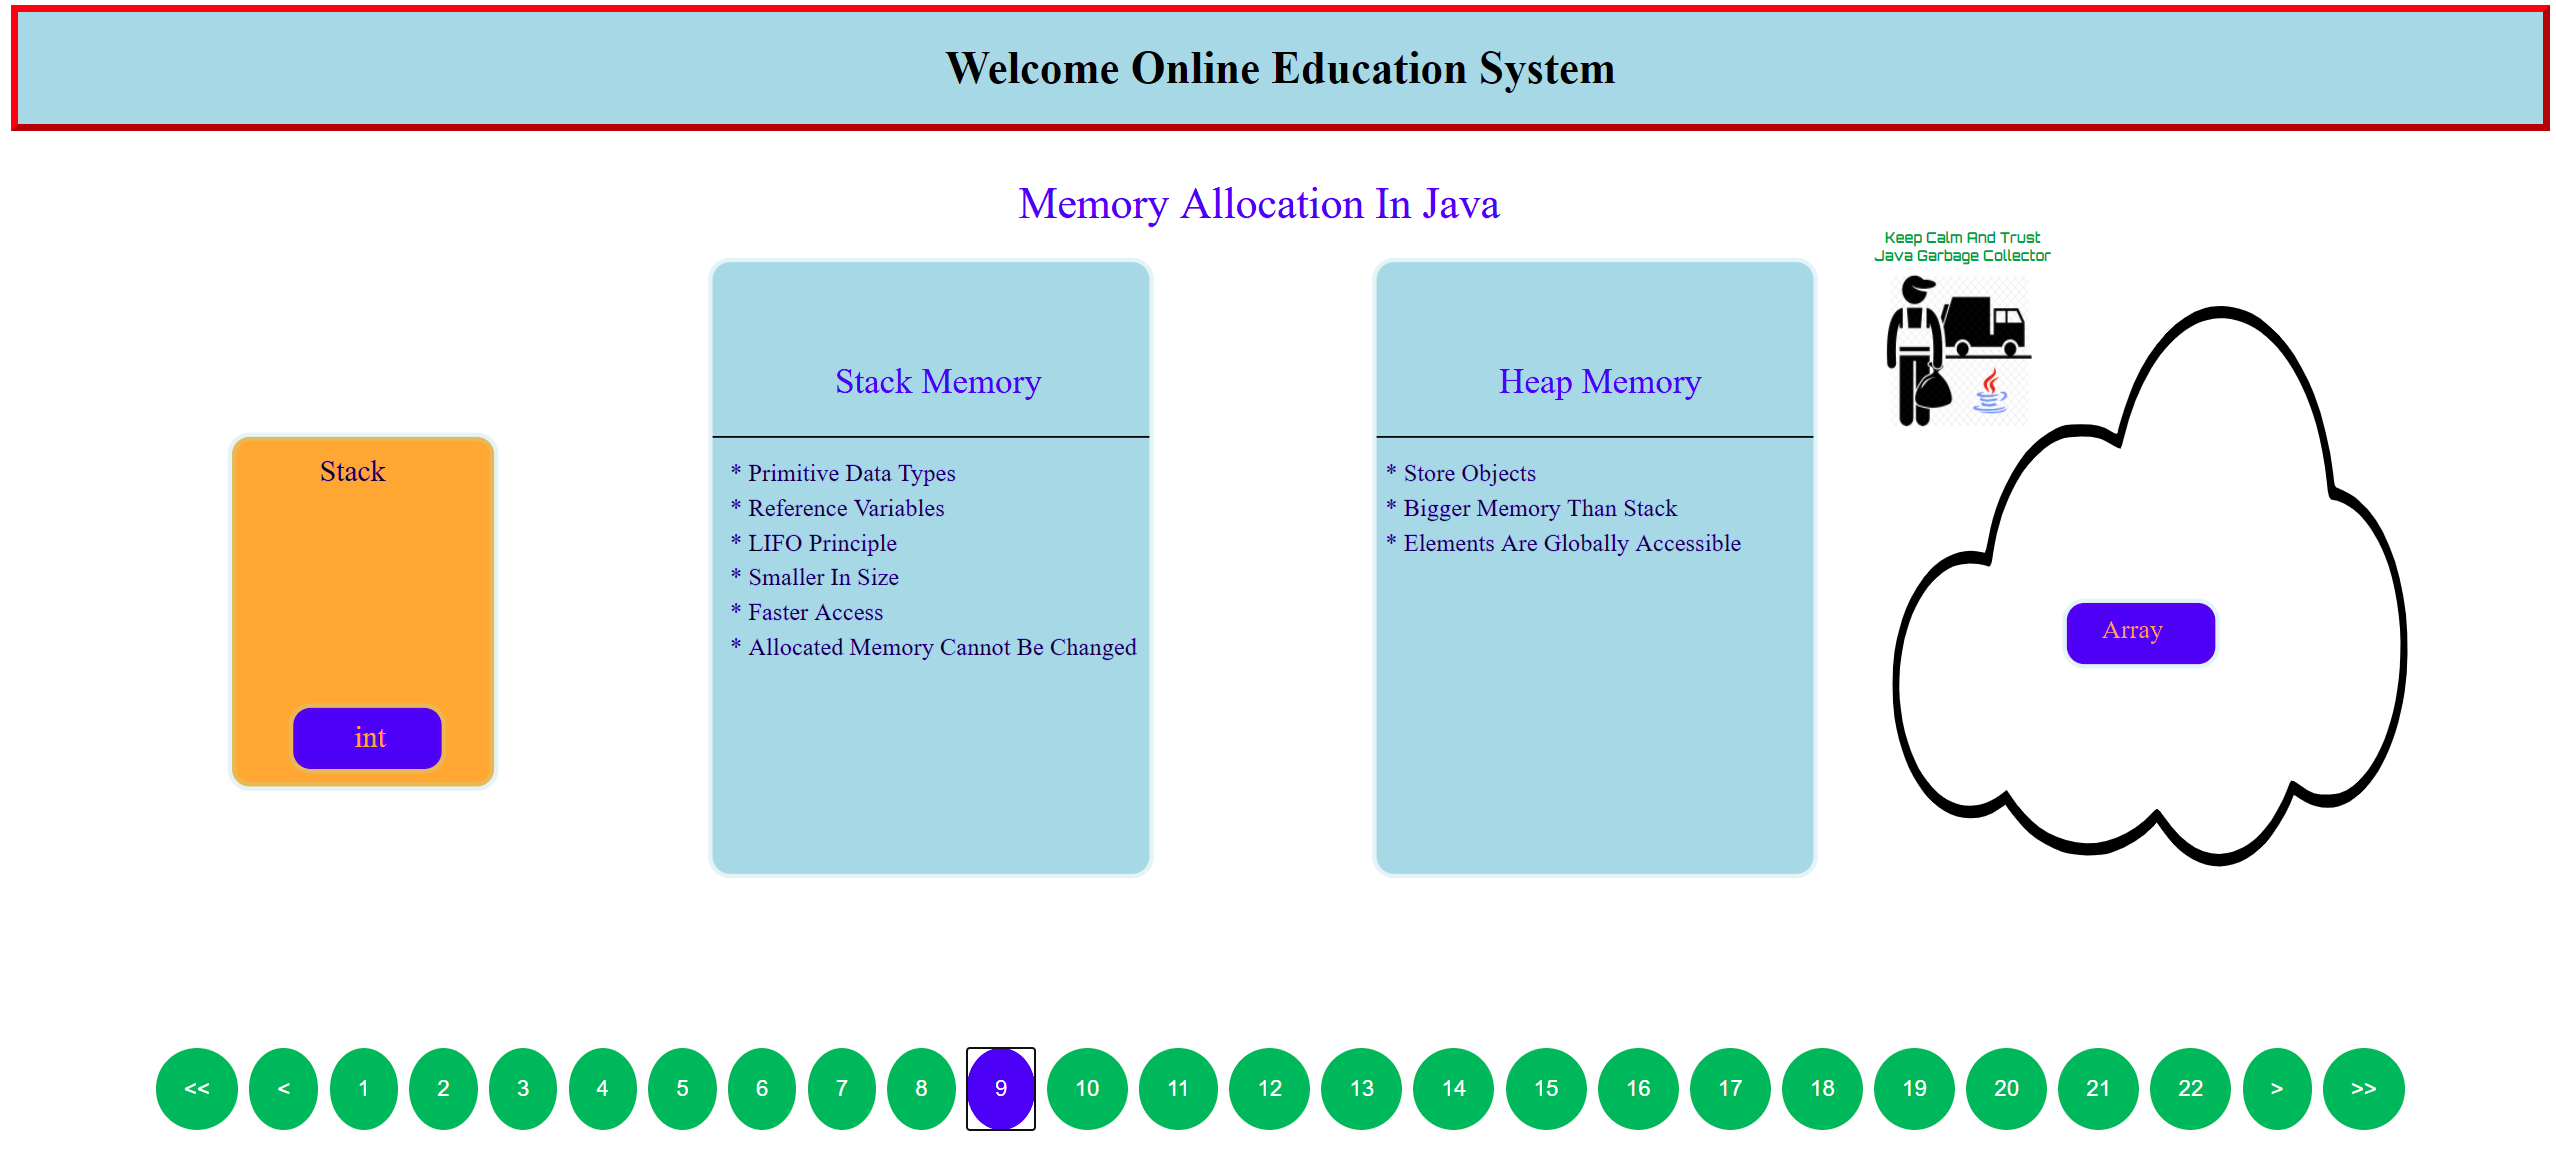 Welcome Online Education System
Memory Allocation In Java
Keep Calm And Trust
Java Garbage Collector
Stack
int
Stack Memory
* Primitive Data Types
* Reference Variables
* LIFO Principle
* Smaller In Size
* Faster Access
* Allocated Memory Cannot Be Changed
Heap Memory
* Store Objects
* Bigger Memory Than Stack
* Elements Are Globally Accessible
Array
<< < 1 2 3 4 5 6 7 8 9 10 11 12 13 14 15 16 17 18 19 20 21 22 > >>